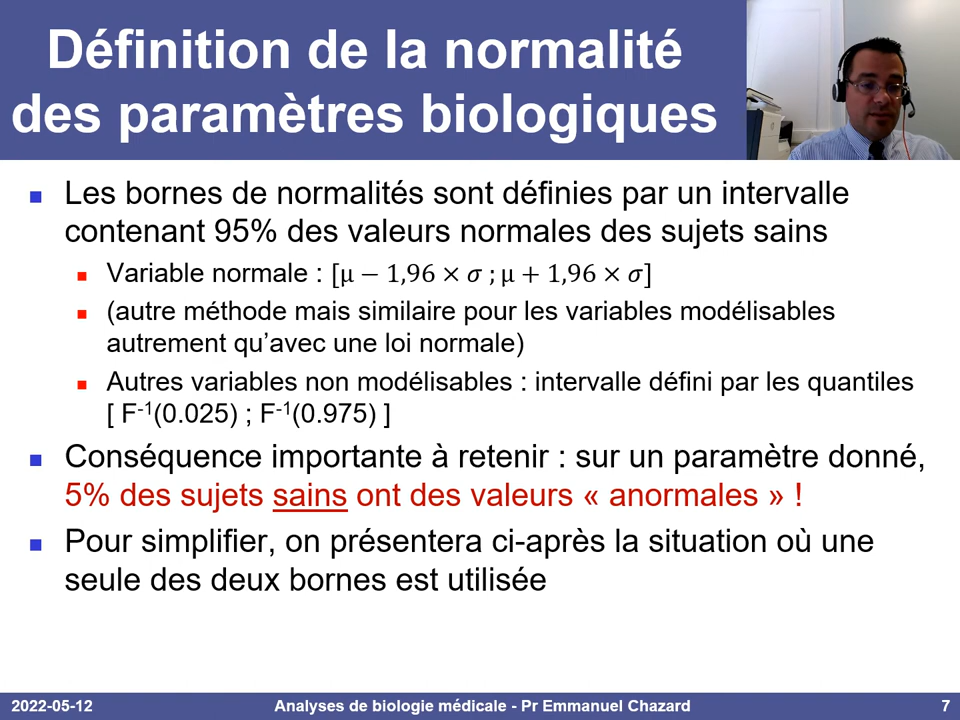 Définition de la normalité
des paramètres biologiques
Les bornes de normalités sont définies par un intervalle
contenant 95% des valeurs normales des sujets sains
Variable normale : [μ − 1,96 × σ ; μ + 1,96 × σ]
(autre méthode mais similaire pour les variables modélisables
autrement qu’avec une loi normale)
Autres variables non modélisables : intervalle défini par les quantiles
[ F⁻¹(0.025) ; F⁻¹(0.975) ]
Conséquence importante à retenir : sur un paramètre donné,
5% des sujets sains ont des valeurs « anormales » !
Pour simplifier, on présentera ci-après la situation où une
seule des deux bornes est utilisée
2022-05-12 Analyses de biologie médicale - Pr Emmanuel Chazard 7